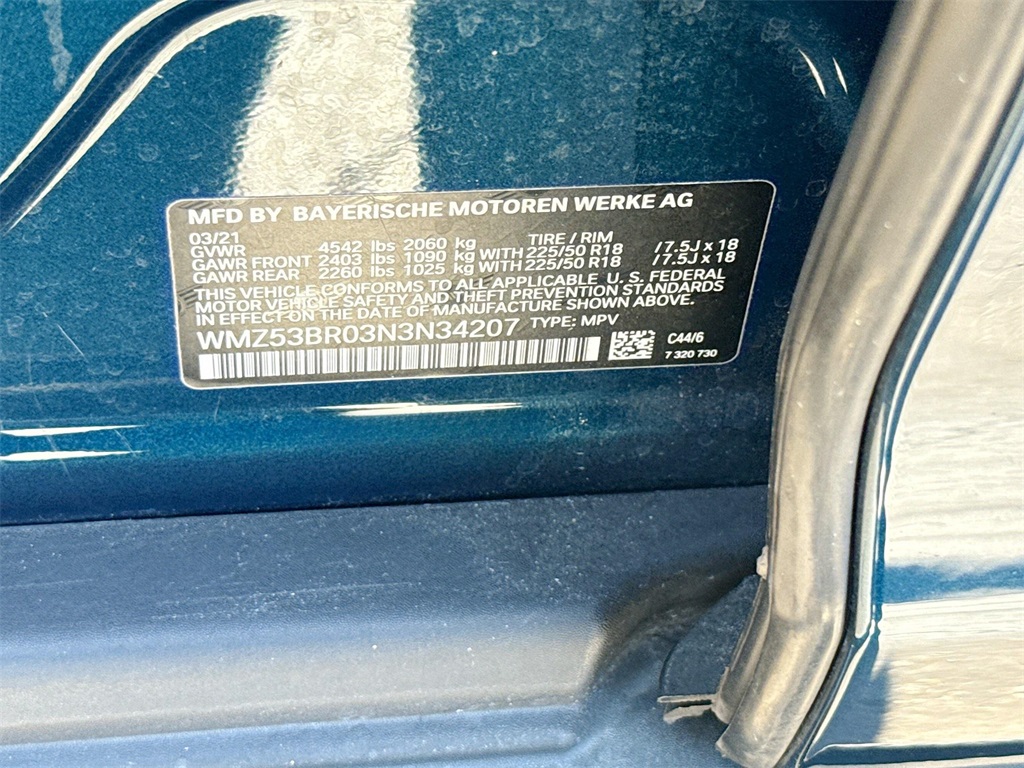 MFD BY BAYERISCHE MOTOREN WERKE AG
03/21 TIRE / RIM
GVWR 4542 lbs 2060 kg
GAWR FRONT 2403 lbs 1090 kg WITH 225/50 R18 / 7.5J x 18
GAWR REAR 2260 lbs 1025 kg WITH 225/50 R18 / 7.5J x 18
THIS VEHICLE CONFORMS TO ALL APPLICABLE U. S. FEDERAL
MOTOR VEHICLE SAFETY AND THEFT PREVENTION STANDARDS
IN EFFECT ON THE DATE OF MANUFACTURE SHOWN ABOVE.
WMZ53BR03N3N34207 TYPE: MPV
C44/6
7 320 730